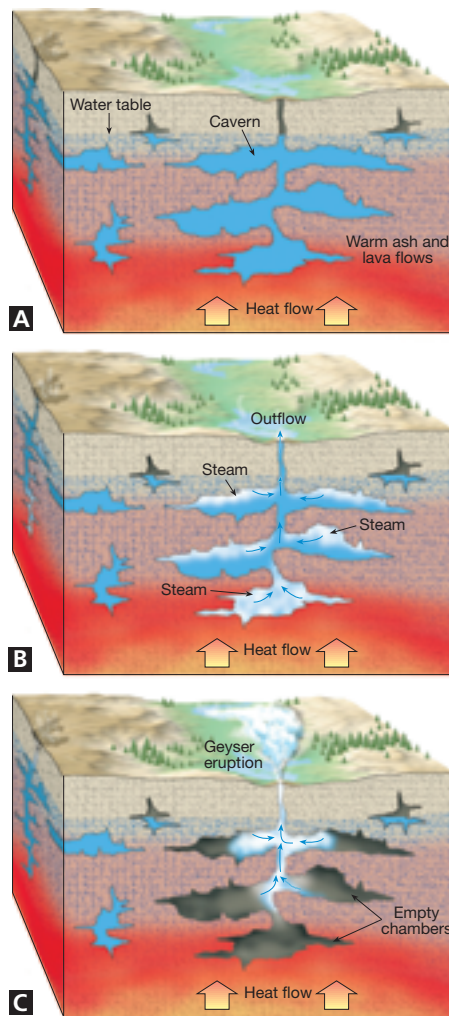 Water table
Cavern
Warm ash and
lava flows
Heat flow
A
Outflow
Steam
Steam
Steam
Heat flow
B
Geyser
eruption
Empty
chambers
Heat flow
C